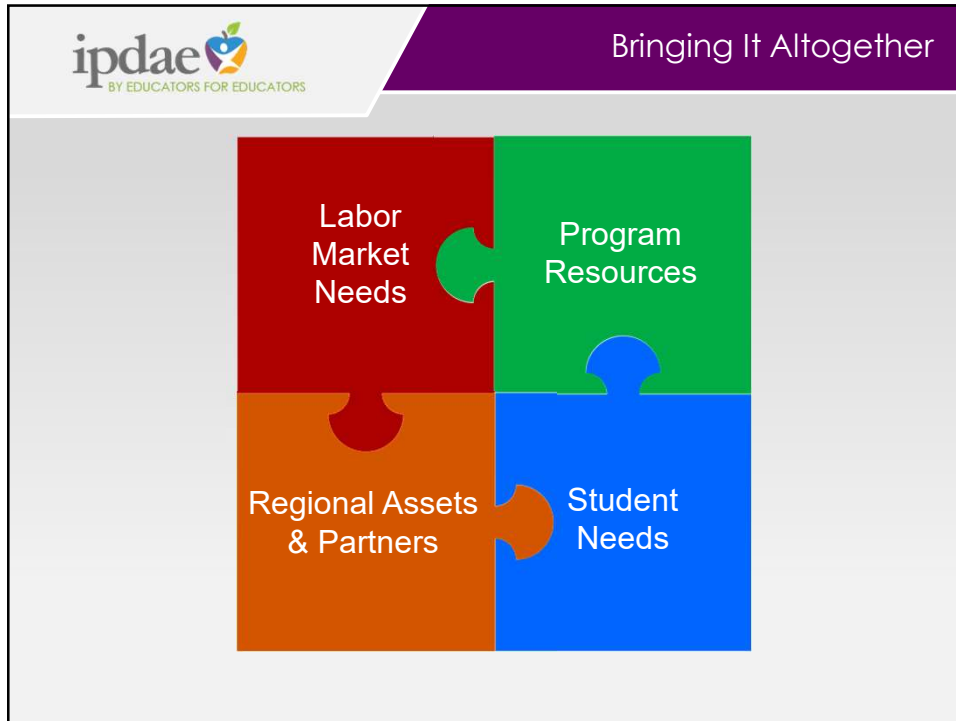 ipdae
BY EDUCATORS FOR EDUCATORS
Bringing It Altogether
Labor
Market
Needs
Program
Resources
Regional Assets
& Partners
Student
Needs